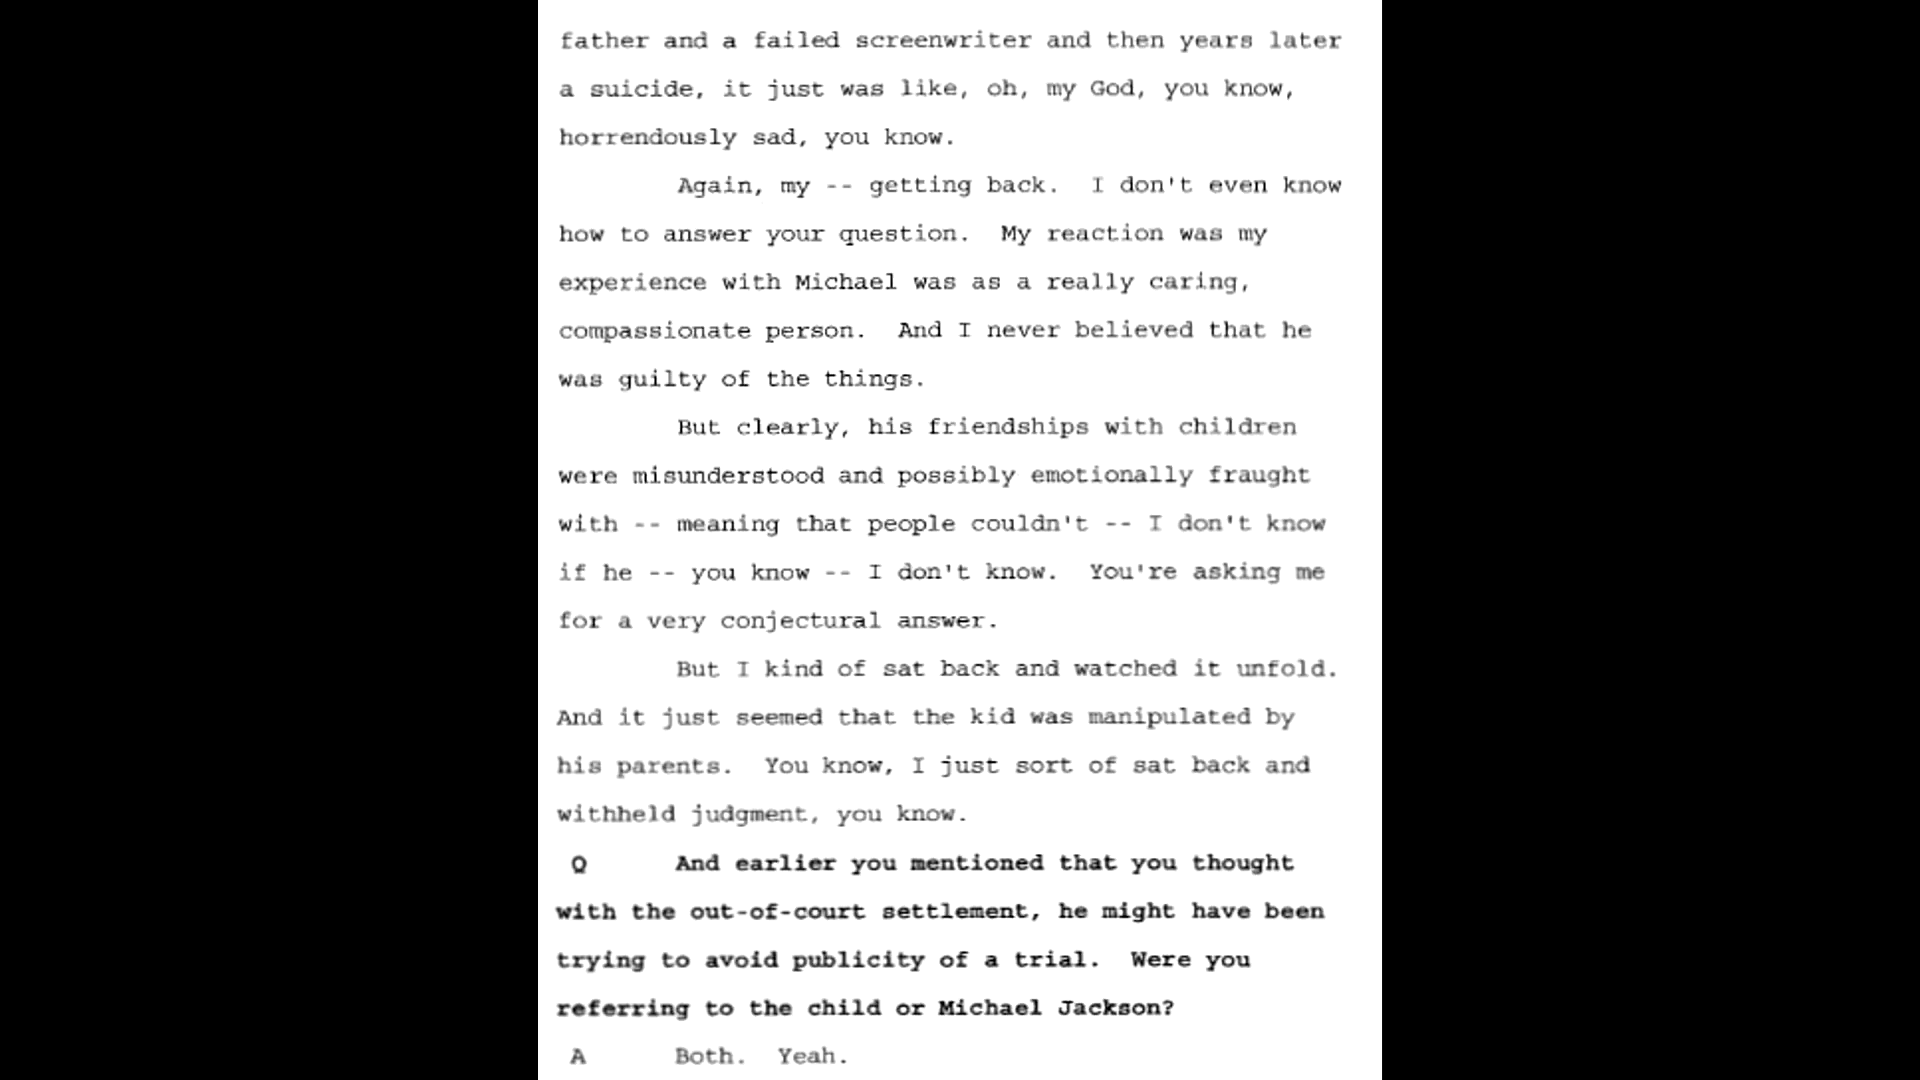 father and a failed screenwriter and then years later
a suicide, it just was like, oh, my God, you know,
horrendously sad, you know.
Again, my -- getting back.  I don't even know
how to answer your question.  My reaction was my
experience with Michael was as a really caring,
compassionate person.  And I never believed that he
was guilty of the things.
But clearly, his friendships with children
were misunderstood and possibly emotionally fraught
with -- meaning that people couldn't -- I don't know
if he -- you know -- I don't know.  You're asking me
for a very conjectural answer.
But I kind of sat back and watched it unfold.
And it just seemed that the kid was manipulated by
his parents.  You know, I just sort of sat back and
withheld judgment, you know.
Q And earlier you mentioned that you thought
with the out-of-court settlement, he might have been
trying to avoid publicity of a trial.  Were you
referring to the child or Michael Jackson?
A Both.  Yeah.